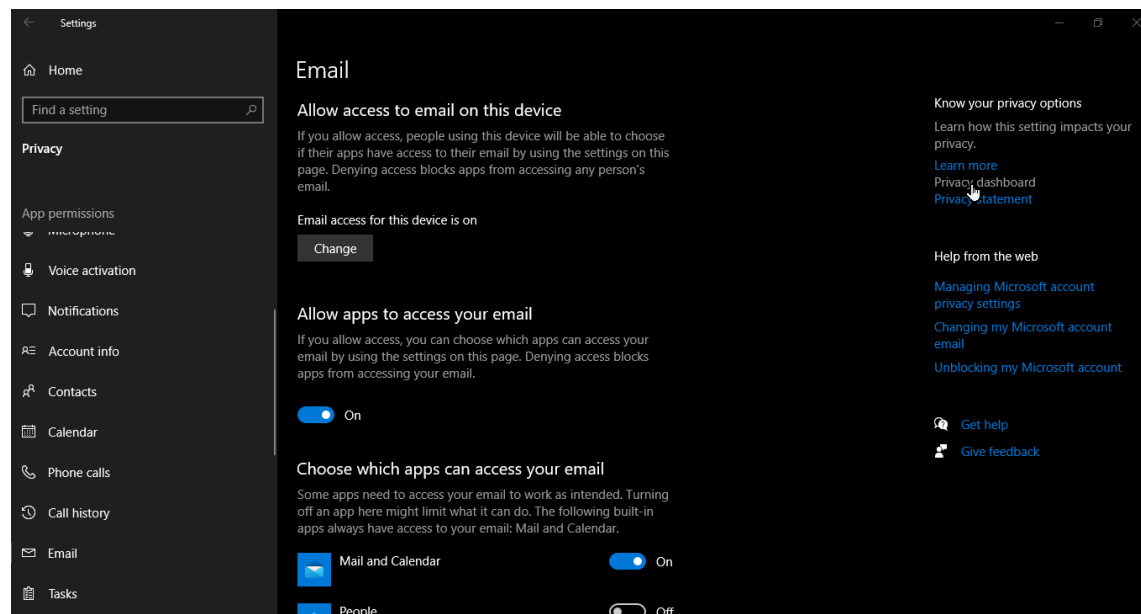 Settings
Home
Find a setting
Privacy
App permissions
Microphone
Voice activation
Notifications
Account info
Contacts
Calendar
Phone calls
Call history
Email
Tasks
Email
Allow access to email on this device
If you allow access, people using this device will be able to choose
if their apps have access to their email by using the settings on this
page. Denying access blocks apps from accessing any person's
email.
Email access for this device is on
Change
Allow apps to access your email
If you allow access, you can choose which apps can access your
email by using the settings on this page. Denying access blocks
apps from accessing your email.
On
Choose which apps can access your email
Some apps need to access your email to work as intended. Turning
off an app here might limit what it can do. The following built-in
apps always have access to your email: Mail and Calendar.
Mail and Calendar On
People Off
Know your privacy options
Learn how this setting impacts your
privacy.
Learn more
Privacy dashboard
Privacy statement
Help from the web
Managing Microsoft account
privacy settings
Changing my Microsoft account
email
Unblocking my Microsoft account
Get help
Give feedback